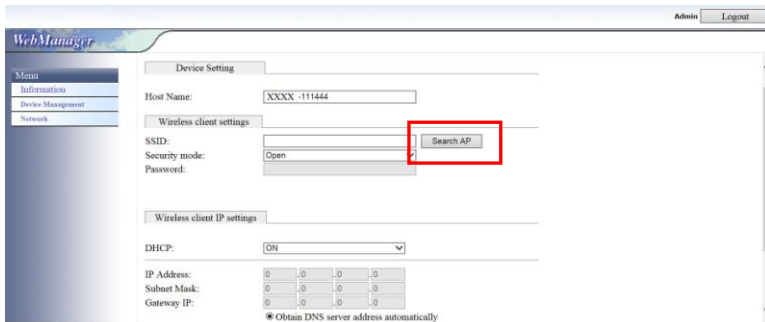 Admin Logout
WebManager
Menu
Information
Device Management
Network
Device Setting
Host Name: XXXX -111444
Wireless client settings
SSID: Search AP
Security mode: Open
Password:
Wireless client IP settings
DHCP: ON
IP Address: 0 .0 .0 .0
Subnet Mask: 0 .0 .0 .0
Gateway IP: 0 .0 .0 .0
Obtain DNS server address automatically